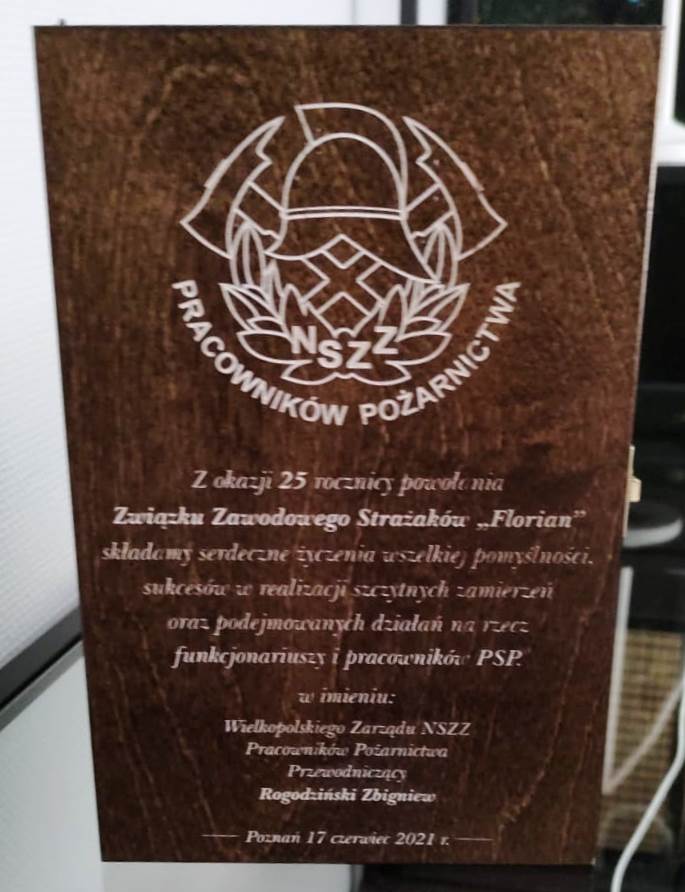 NSZZ
PRACOWNIKÓW POŻARNICTWA
Z okazji 25 rocznicy powołania
Związku Zawodowego Strażaków „Florian”
składamy serdeczne życzenia wszelkiej pomyślności,
sukcesów w realizacji szczytnych zamierzeń
oraz podejmowanych działań na rzecz
funkcjonariuszy i pracowników PSP.
w imieniu:
Wielkopolskiego Zarządu NSZZ
Pracowników Pożarnictwa
Przewodniczący
Rogodziński Zbigniew
Poznań 17 czerwiec 2021 r.